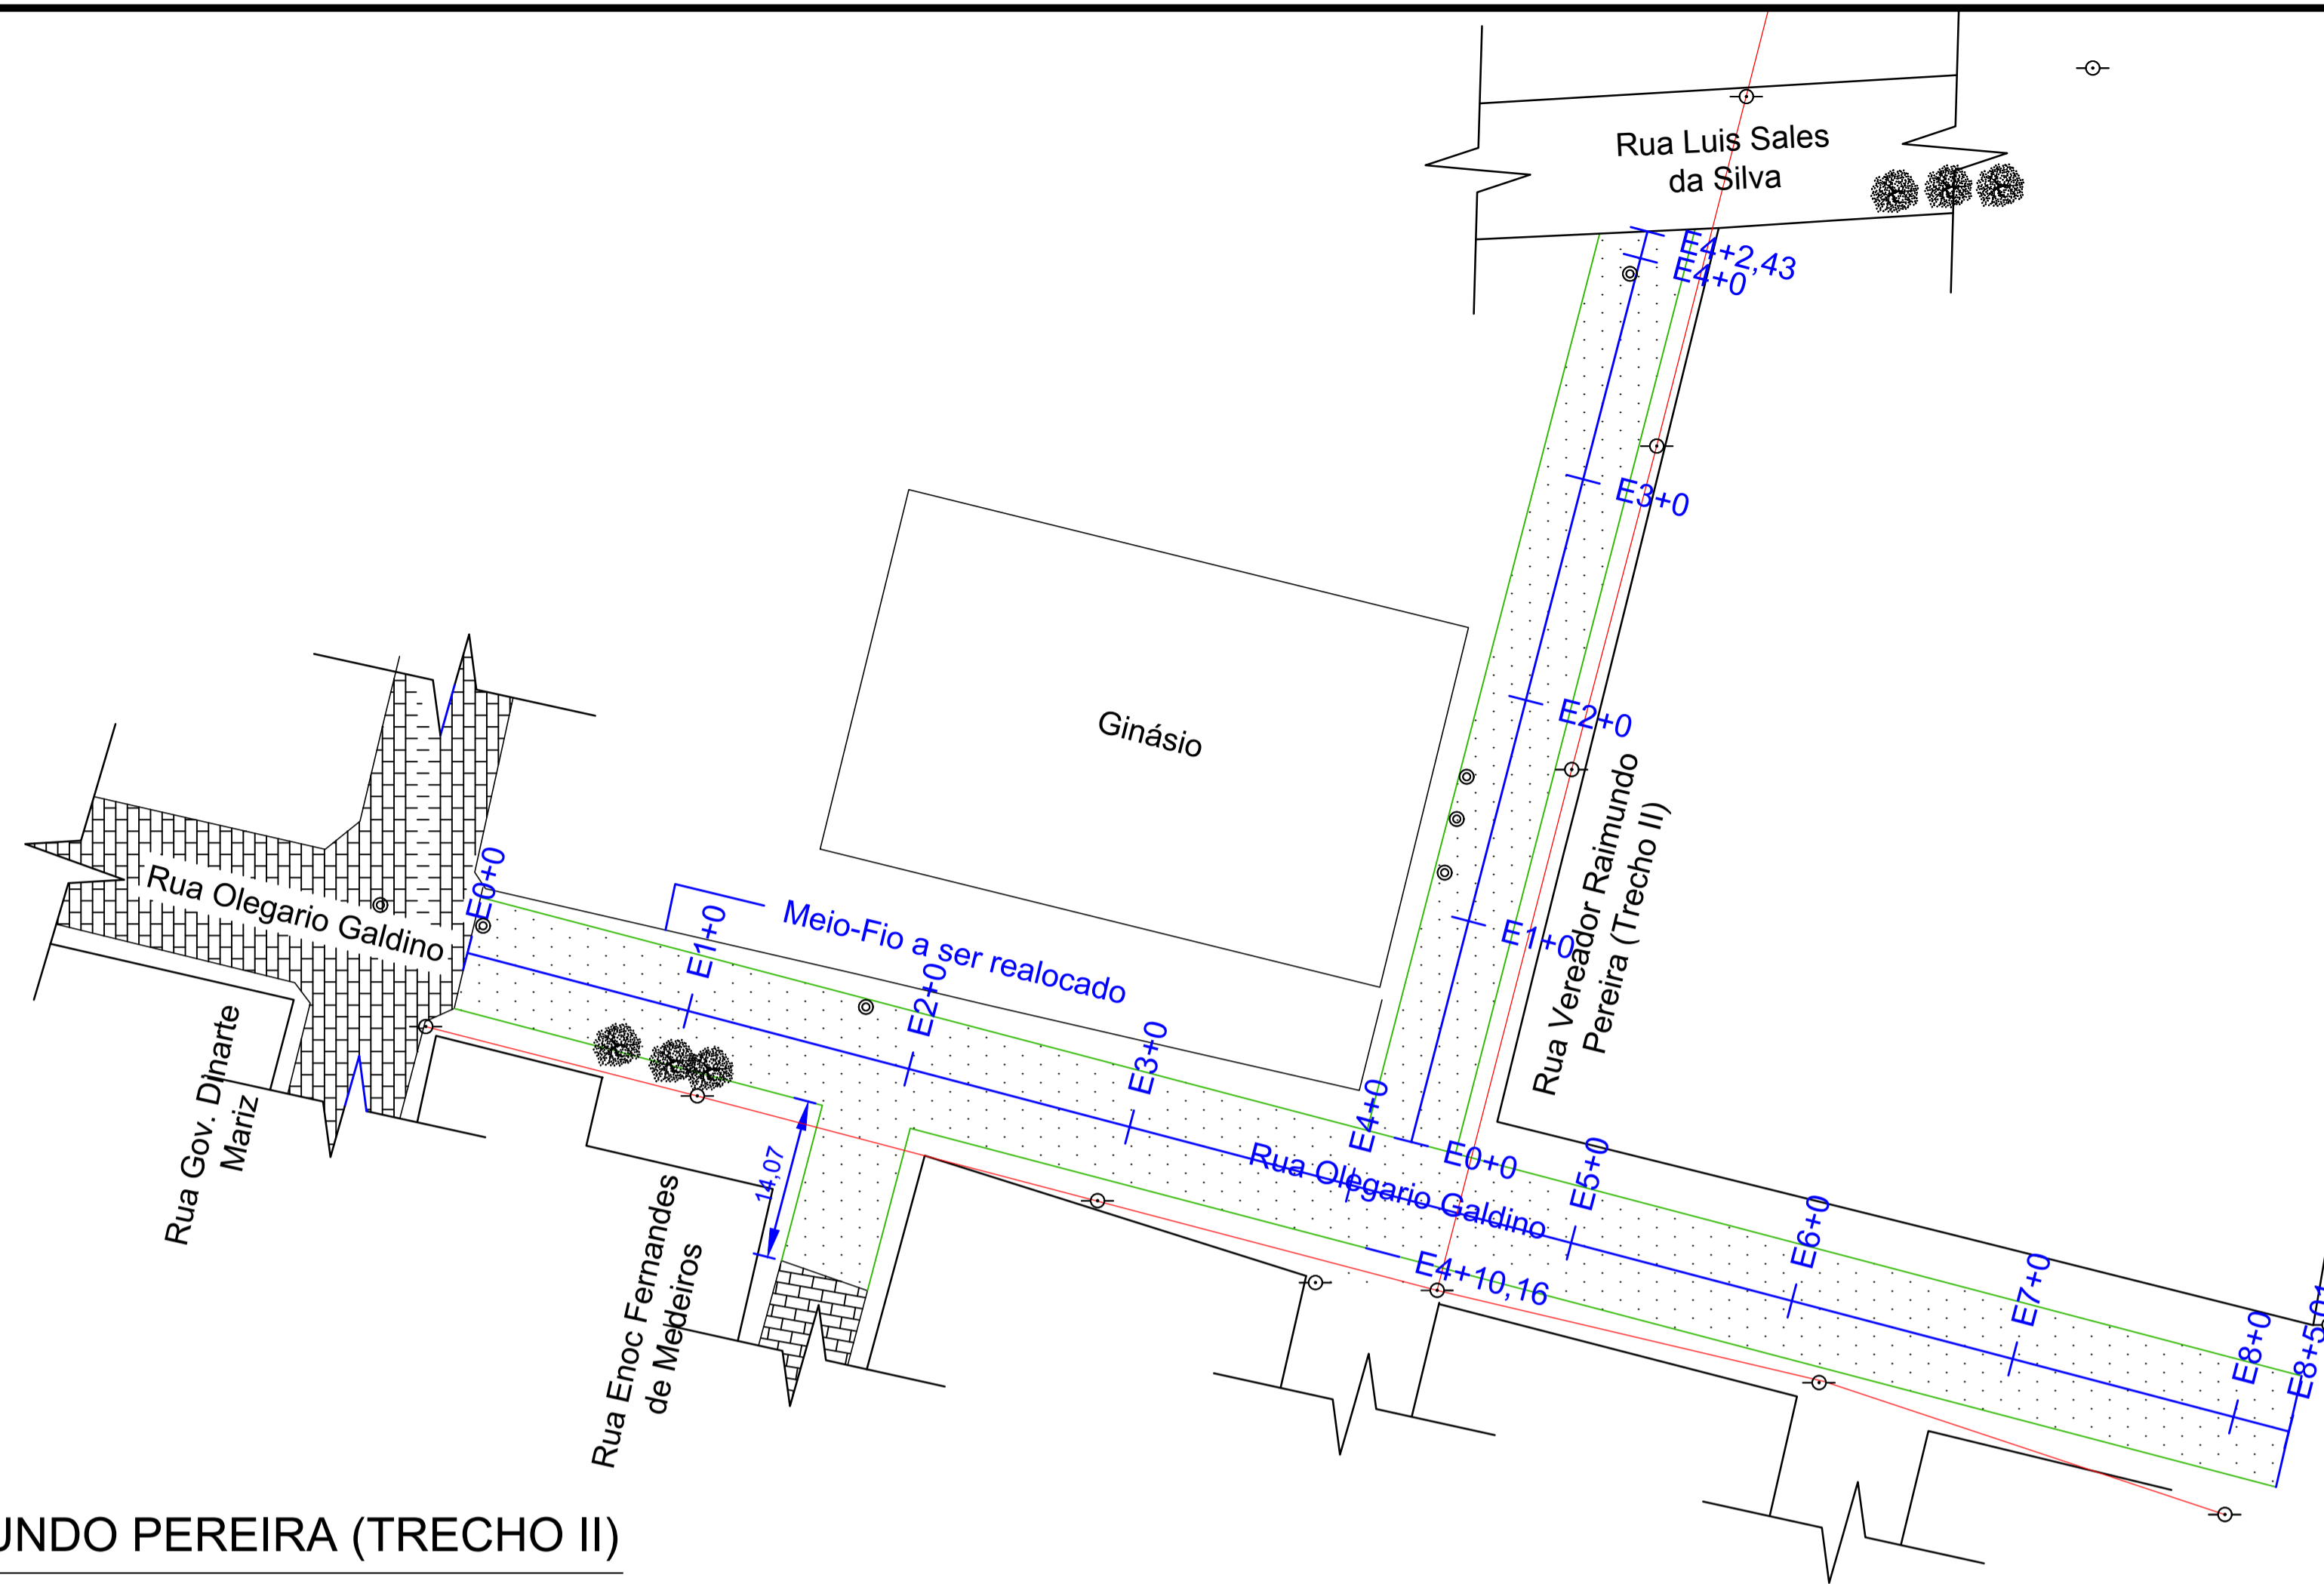 Rua Luis Sales
da Silva
E4+2,43
E4+0
E3+0
E2+0
E1+0
E0+0
Rua Vereador Raimundo
Pereira (Trecho II)
Ginásio
Rua Olegario Galdino
E0+0
Meio-Fio a ser realocado
E1+0
E2+0
E3+0
E4+0
Rua Olegario Galdino
E4+10,16
E5+0
E6+0
E7+0
E8+0
Rua Gov. Dinarte
Mariz
14,07
Rua Enoc Fernandes
de Medeiros
PEREIRA (TRECHO II)